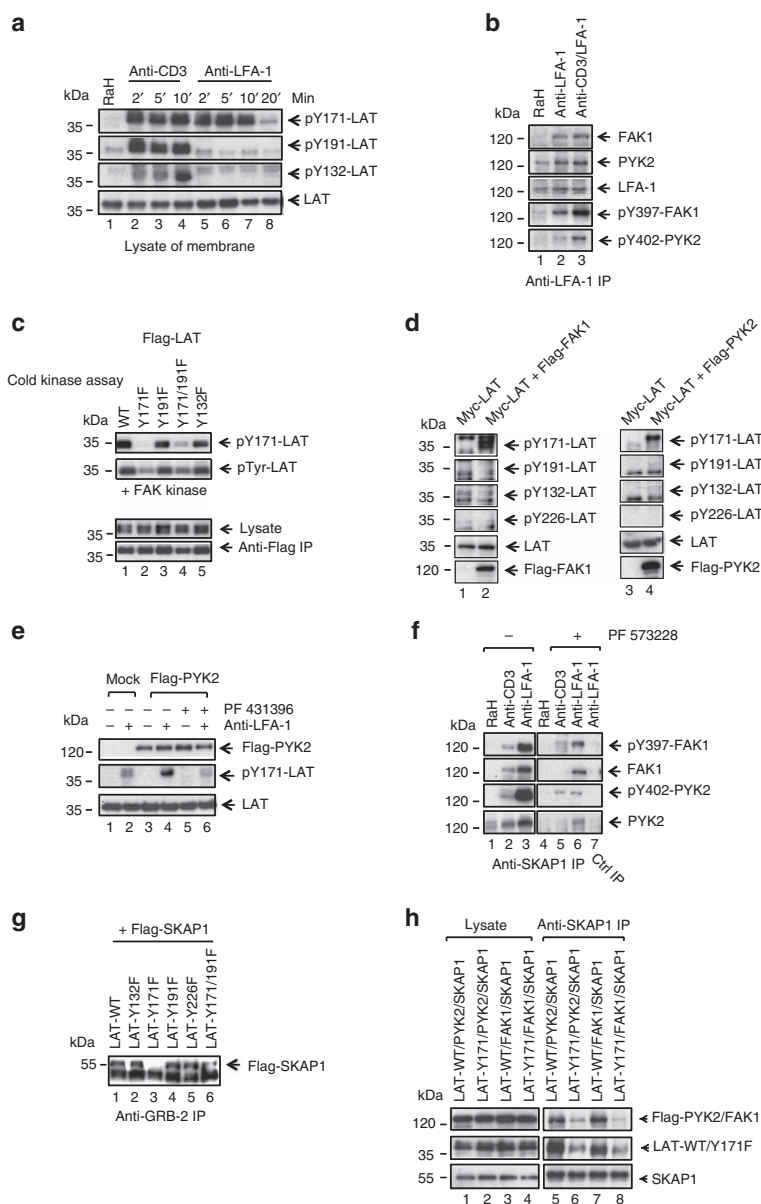 a
Anti-CD3 Anti-LFA-1
RaH
kDa 2′ 5′ 10′ 2′ 5′ 10′ 20′ Min
35 pY171-LAT
35 pY191-LAT
pY132-LAT
35
35 LAT
1 2 3 4 5 6 7 8
Lysate of membrane
b
RaH
Anti-LFA-1
Anti-CD3/LFA-1
kDa
120 FAK1
120 PYK2
120 LFA-1
120 pY397-FAK1
120 pY402-PYK2
1 2 3
Anti-LFA-1 IP
c
Flag-LAT
Cold kinase assay
kDa
WT
Y171F
Y191F
Y171/191F
Y132F
35 pY171-LAT
35 pTyr-LAT
+ FAK kinase
35 Lysate
35 Anti-Flag IP
1 2 3 4 5
d
Myc-LAT
Myc-LAT + Flag-FAK1
kDa
35 pY171-LAT
35 pY191-LAT
35 pY132-LAT
35 pY226-LAT
35 LAT
120 Flag-FAK1
1 2
Myc-LAT
Myc-LAT + Flag-PYK2
pY171-LAT
pY191-LAT
pY132-LAT
pY226-LAT
LAT
Flag-PYK2
3 4
e
Mock Flag-PYK2
– – – – + + PF 431396
– + – + – + Anti-LFA-1
kDa
120 Flag-PYK2
35 pY171-LAT
35 LAT
1 2 3 4 5 6
f
– + PF 573228
RaH
Anti-CD3
Anti-LFA-1
RaH
Anti-CD3
Anti-LFA-1
Anti-LFA-1
kDa
120 pY397-FAK1
120 FAK1
120 pY402-PYK2
120 PYK2
1 2 3 4 5 6 7
Anti-SKAP1 IP
Ctrl IP
g
+ Flag-SKAP1
LAT-WT
LAT-Y132F
LAT-Y171F
LAT-Y191F
LAT-Y226F
LAT-Y171/191F
kDa
55 Flag-SKAP1
1 2 3 4 5 6
Anti-GRB-2 IP
h
Lysate Anti-SKAP1 IP
LAT-WT/PYK2/SKAP1
LAT-Y171/PYK2/SKAP1
LAT-WT/FAK1/SKAP1
LAT-Y171/FAK1/SKAP1
LAT-WT/PYK2/SKAP1
LAT-Y171/PYK2/SKAP1
LAT-WT/FAK1/SKAP1
LAT-Y171/FAK1/SKAP1
kDa
120 Flag-PYK2/FAK1
35 LAT-WT/Y171F
55 SKAP1
1 2 3 4 5 6 7 8